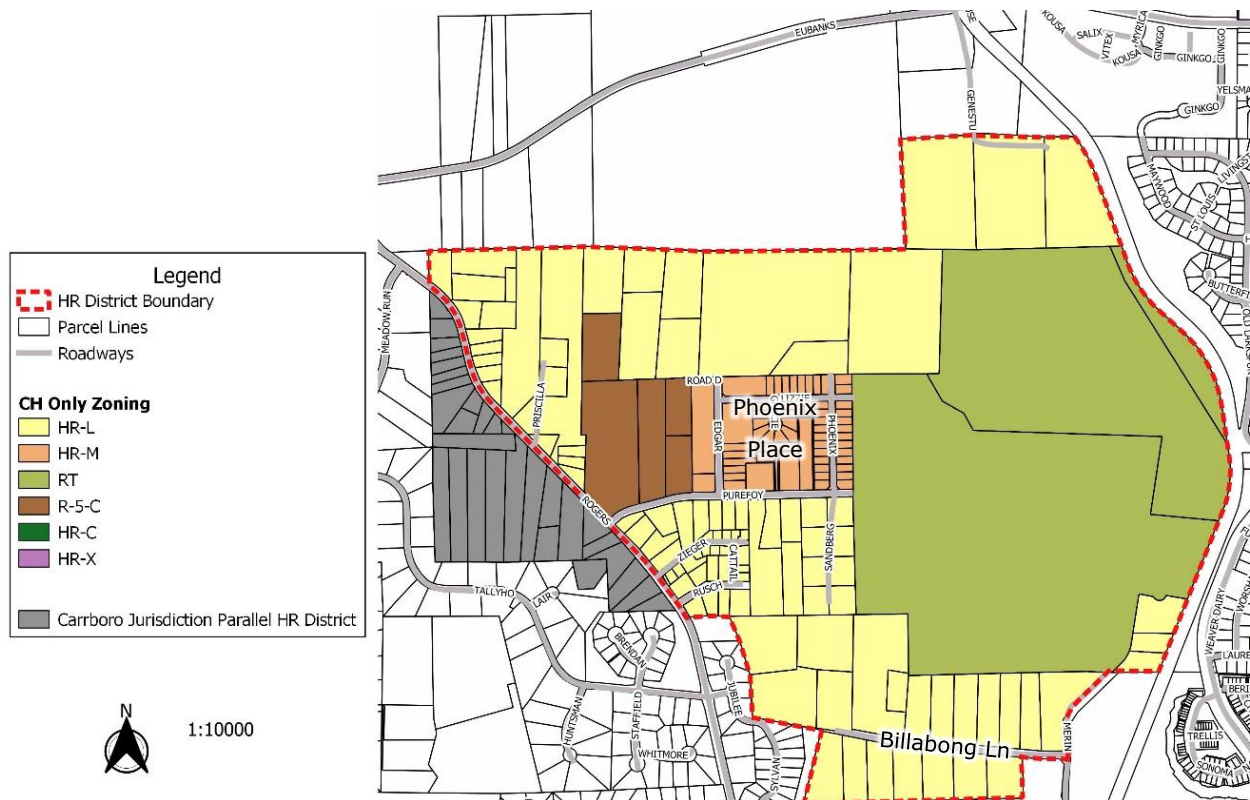 Legend
HR District Boundary
Parcel Lines
Roadways
CH Only Zoning
HR-L
HR-M
RT
R-5-C
HR-C
HR-X
Carrboro Jurisdiction Parallel HR District
N
1:10000
EUBANKS
GENESTU
KOUSA
SALIX
VITEX
KOUSA
MYRICA
GINKGO
GINKGO
GINKGO
YELSMA
GINKGO
MAYWOOD
LIVINGST
ST LOUIS
BUTTERFI
MEADOW RUN
PRISCILLA
ROAD D
EDGAR
LIZZIE
Phoenix
Place
PHOENIX
PUREFOY
ROGERS
ZIEGER
CATTAIL
RUSCH
SANDBERG
TALLYHO
LAIR
BRENDAN
STAFFIELD
HUNTSMAN
WHITMORE
JUBILEE
SYLVAN
Billabong Ln
MERIN
WEAVER DAIRY
LAURE
BERI
TRELLIS
SONOMA